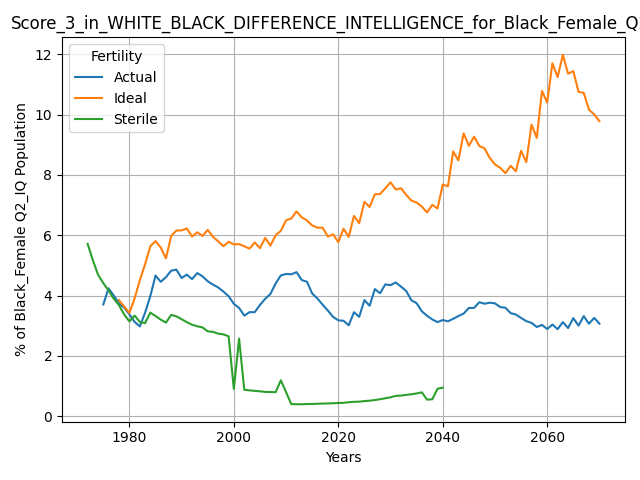 Score_3_in_WHITE_BLACK_DIFFERENCE_INTELLIGENCE_for_Black_Female_Q
Fertility
Actual
Ideal
Sterile
% of Black_Female Q2_IQ Population
12
10
8
6
4
2
0
1980 2000 2020 2040 2060
Years